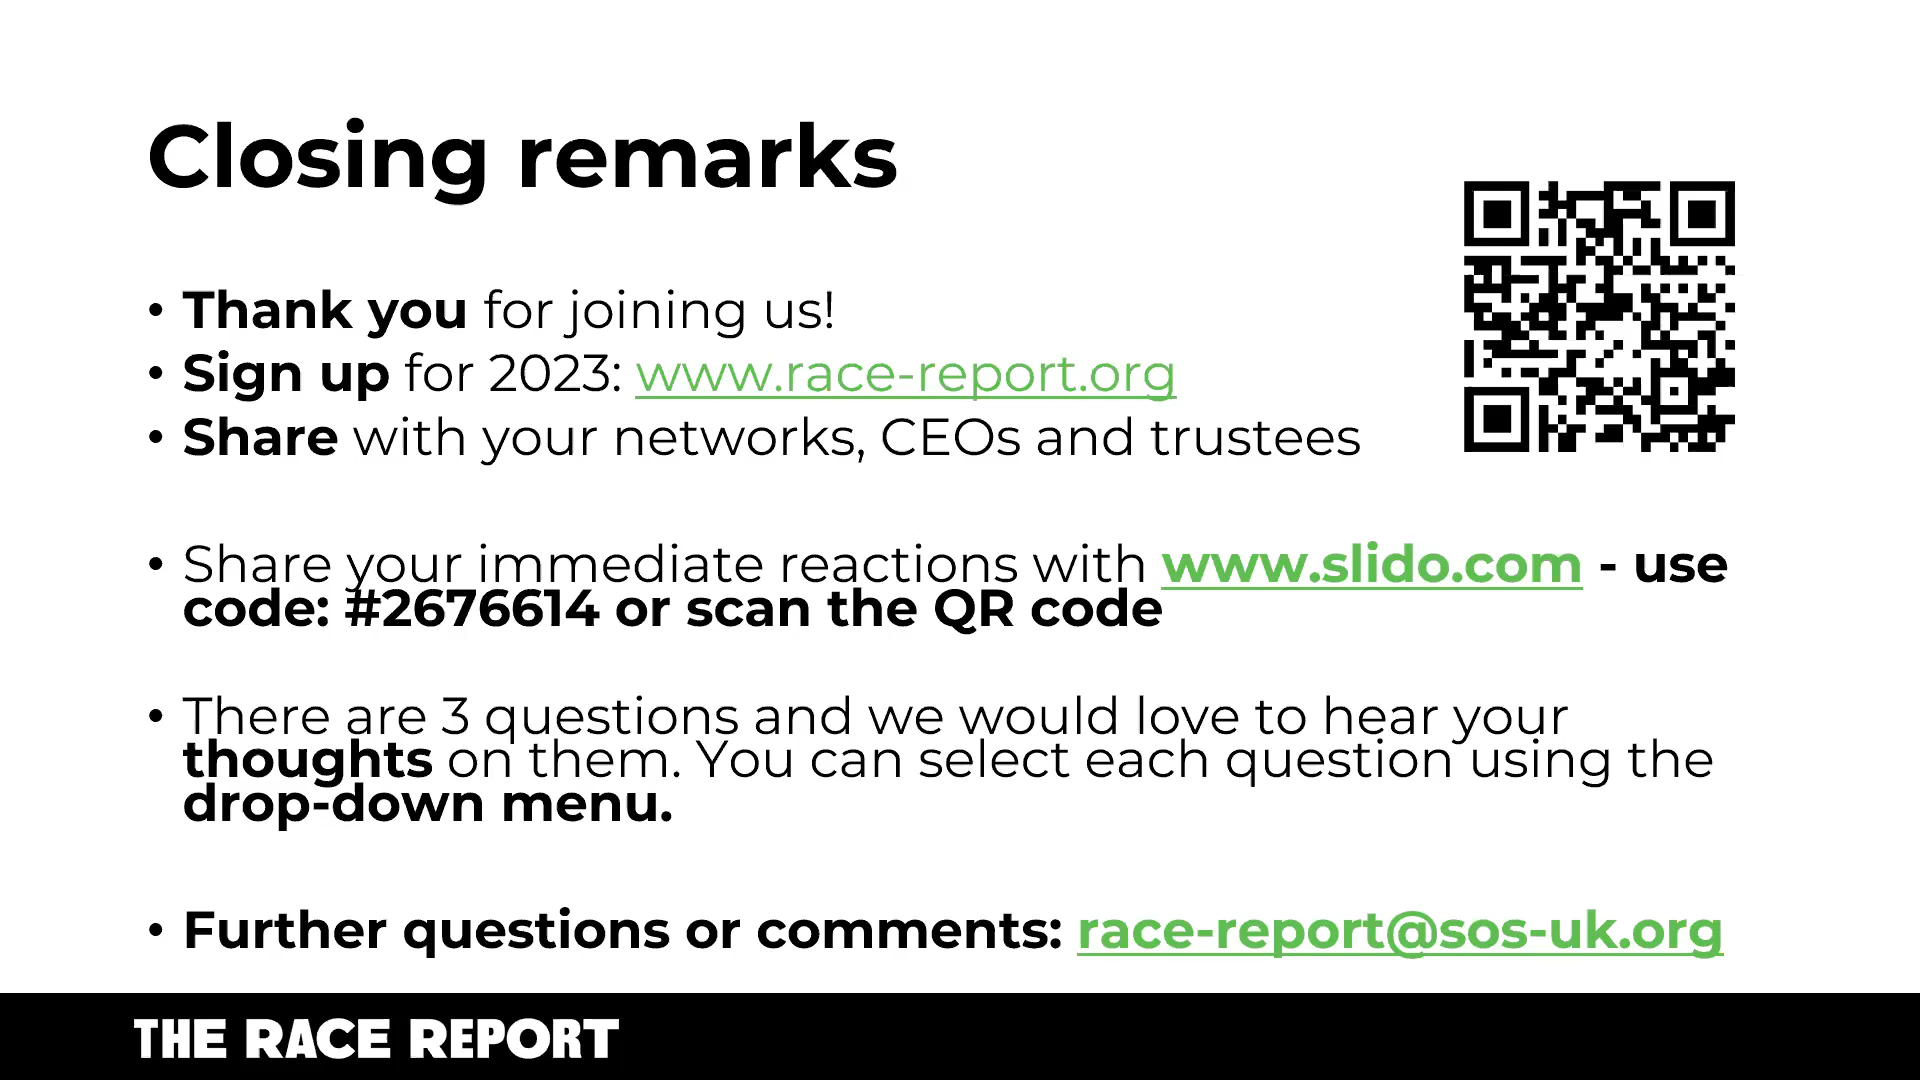 Closing remarks
• Thank you for joining us!
• Sign up for 2023: www.race-report.org
• Share with your networks, CEOs and trustees
• Share your immediate reactions with www.slido.com - use
code: #2676614 or scan the QR code
• There are 3 questions and we would love to hear your
thoughts on them. You can select each question using the
drop-down menu.
• Further questions or comments: race-report@sos-uk.org
THE RACE REPORT